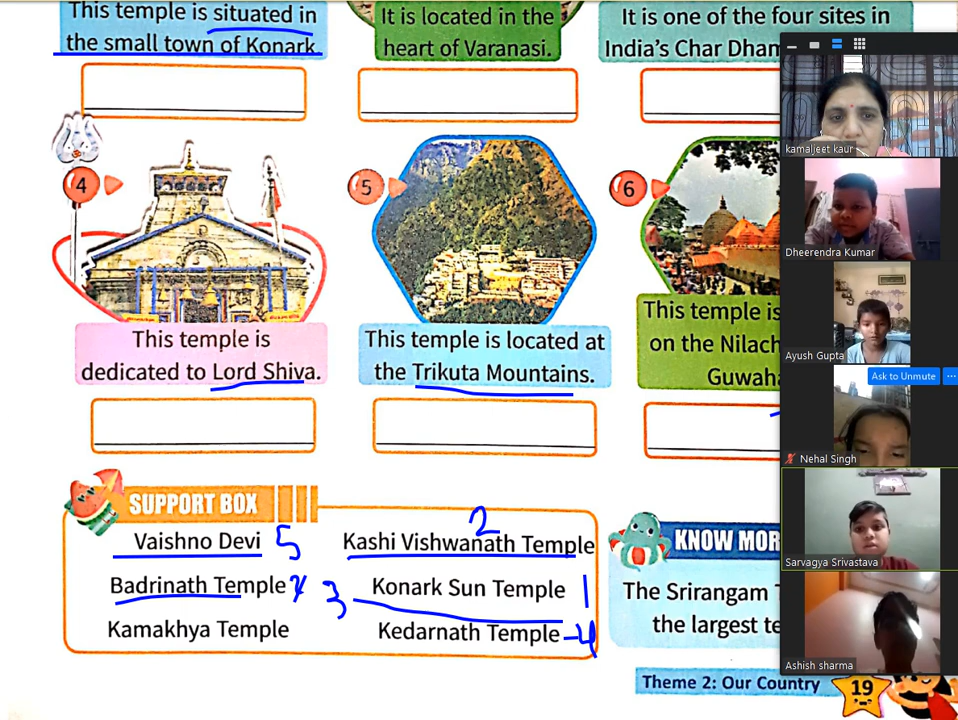 This temple is situated in
the small town of Konark.
It is located in the
heart of Varanasi.
It is one of the four sites in
India's Char Dham
4
5
6
This temple is
dedicated to Lord Shiva.
This temple is located at
the Trikuta Mountains.
This temple is
on the Nilach
Guwaha
SUPPORT BOX
Vaishno Devi 5
Kashi Vishwanath Temple
2
Badrinath Temple
3
Konark Sun Temple 1
Kamakhya Temple
Kedarnath Temple 4
KNOW MOR
The Srirangam
the largest te
Theme 2: Our Country 19
kamaljeet kaur
Dheerendra Kumar
Ayush Gupta
Ask to Unmute ...
Nehal Singh
Sarvagya Srivastava
Ashish sharma